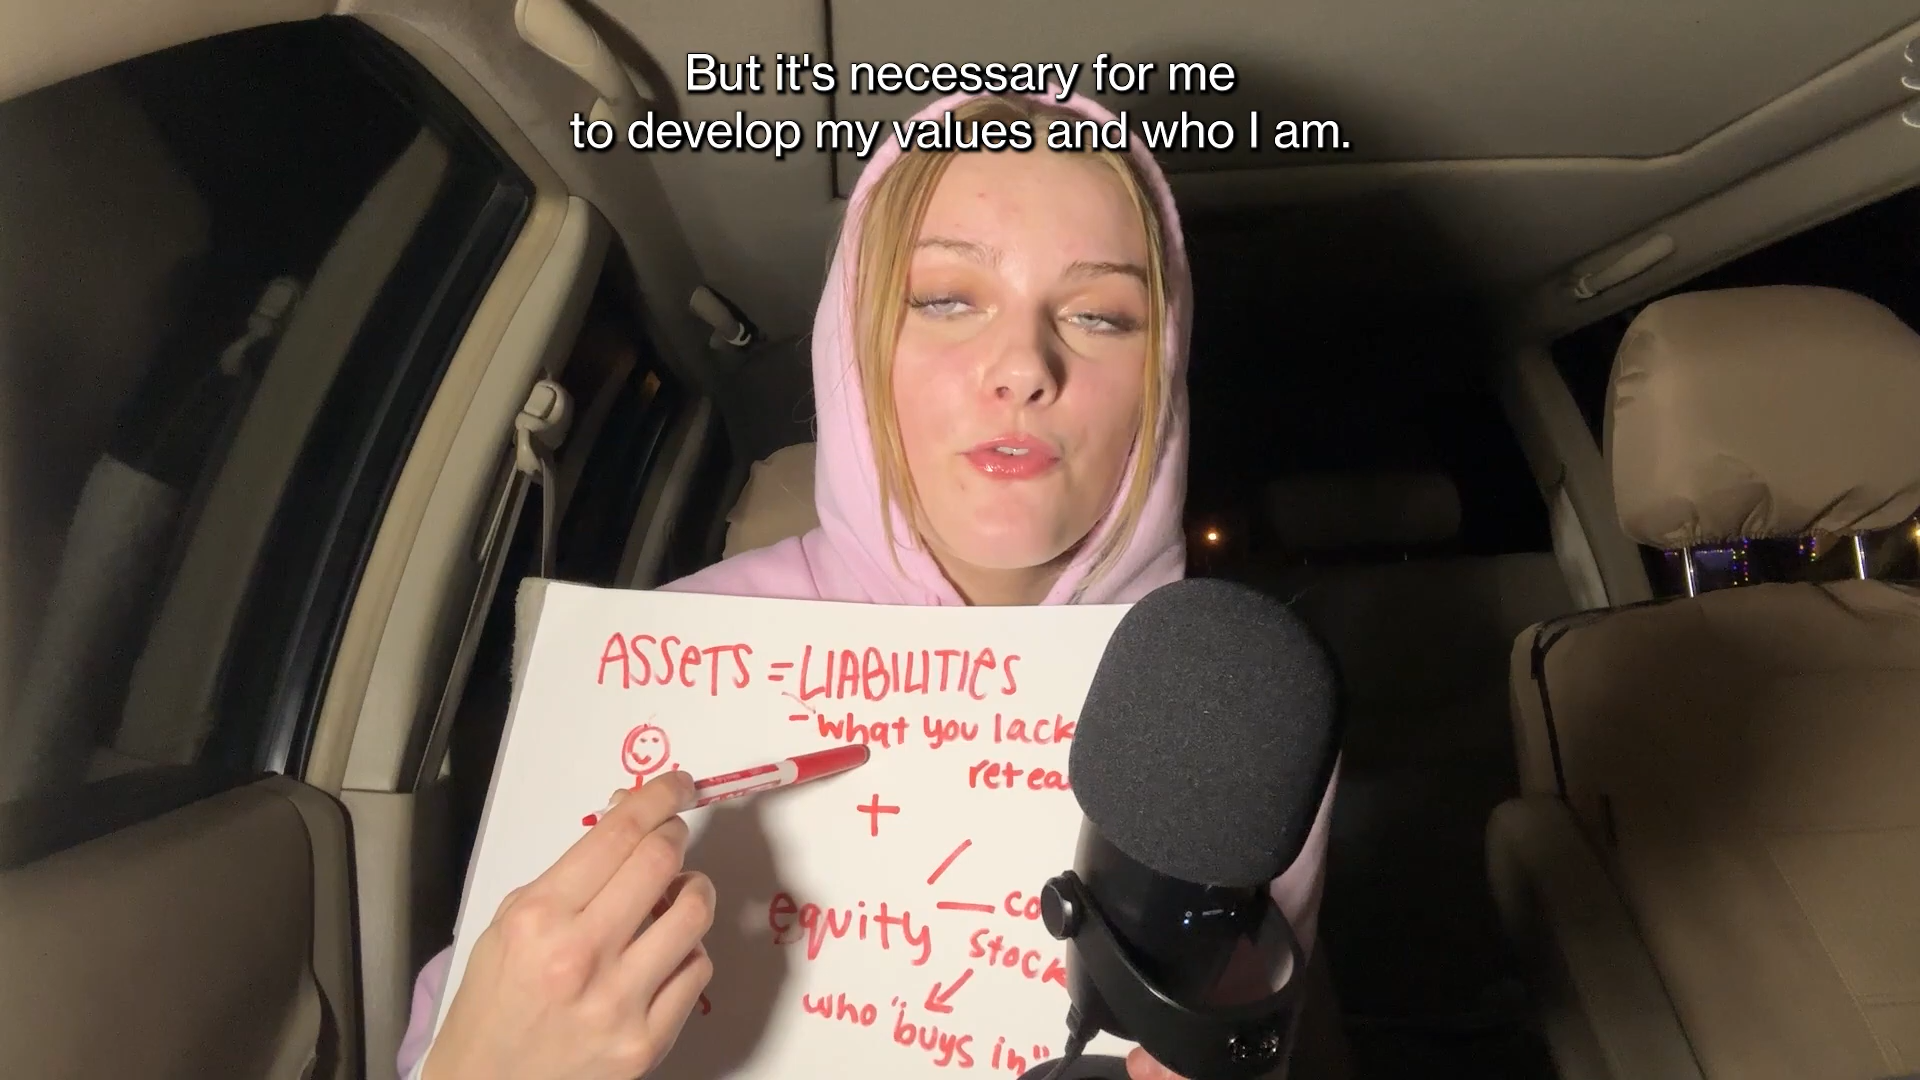 But it's necessary for me
to develop my values and who I am.
ASSETS = LIABILITIES
- what you lack
+
equity —
stock
who "buys in"